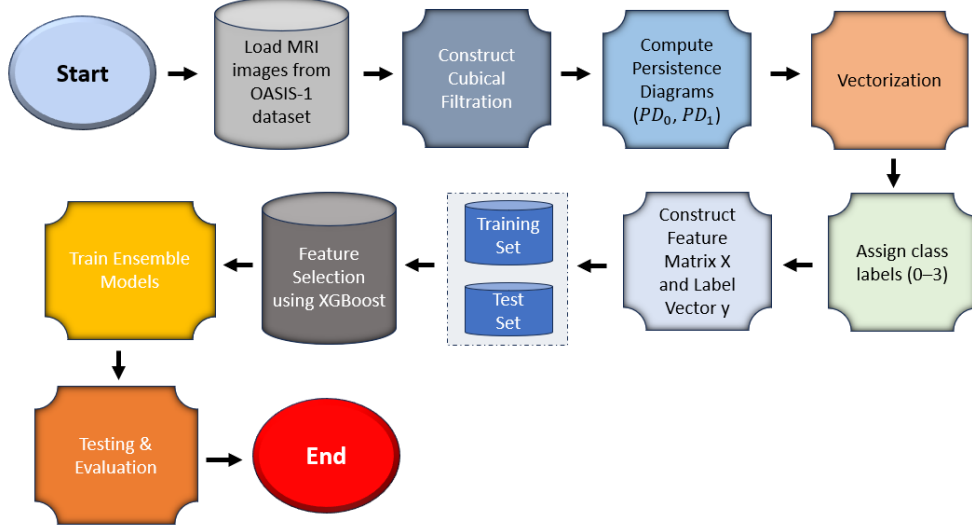 Start
Load MRI
images from
OASIS-1
dataset
Construct
Cubical
Filtration
Compute
Persistence
Diagrams
(𝑃𝐷₀, 𝑃𝐷₁)
Vectorization
Assign class
labels (0–3)
Construct
Feature
Matrix X
and Label
Vector y
Training
Set
Test
Set
Feature
Selection
using XGBoost
Train Ensemble
Models
Testing &
Evaluation
End